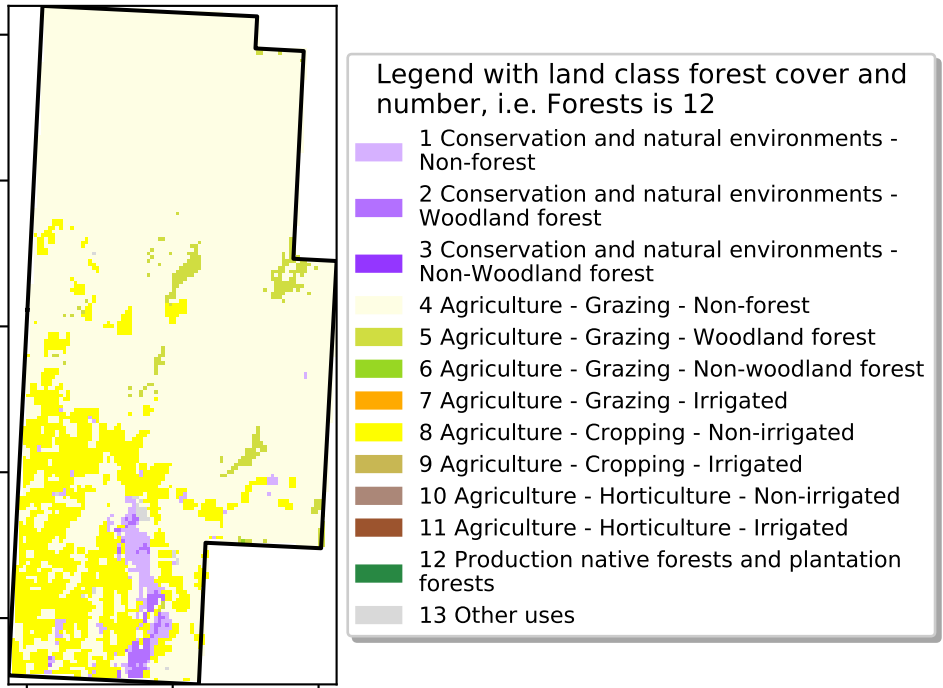 Legend with land class forest cover and
number, i.e. Forests is 12
1 Conservation and natural environments -
Non-forest
2 Conservation and natural environments -
Woodland forest
3 Conservation and natural environments -
Non-Woodland forest
4 Agriculture - Grazing - Non-forest
5 Agriculture - Grazing - Woodland forest
6 Agriculture - Grazing - Non-woodland forest
7 Agriculture - Grazing - Irrigated
8 Agriculture - Cropping - Non-irrigated
9 Agriculture - Cropping - Irrigated
10 Agriculture - Horticulture - Non-irrigated
11 Agriculture - Horticulture - Irrigated
12 Production native forests and plantation
forests
13 Other uses